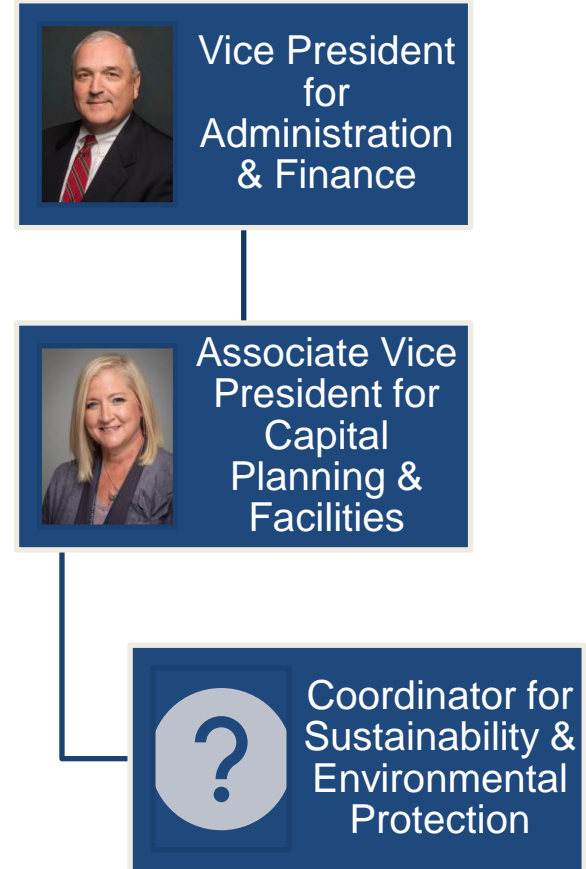 Vice President
for
Administration
& Finance
Associate Vice
President for
Capital
Planning &
Facilities
?
Coordinator for
Sustainability &
Environmental
Protection